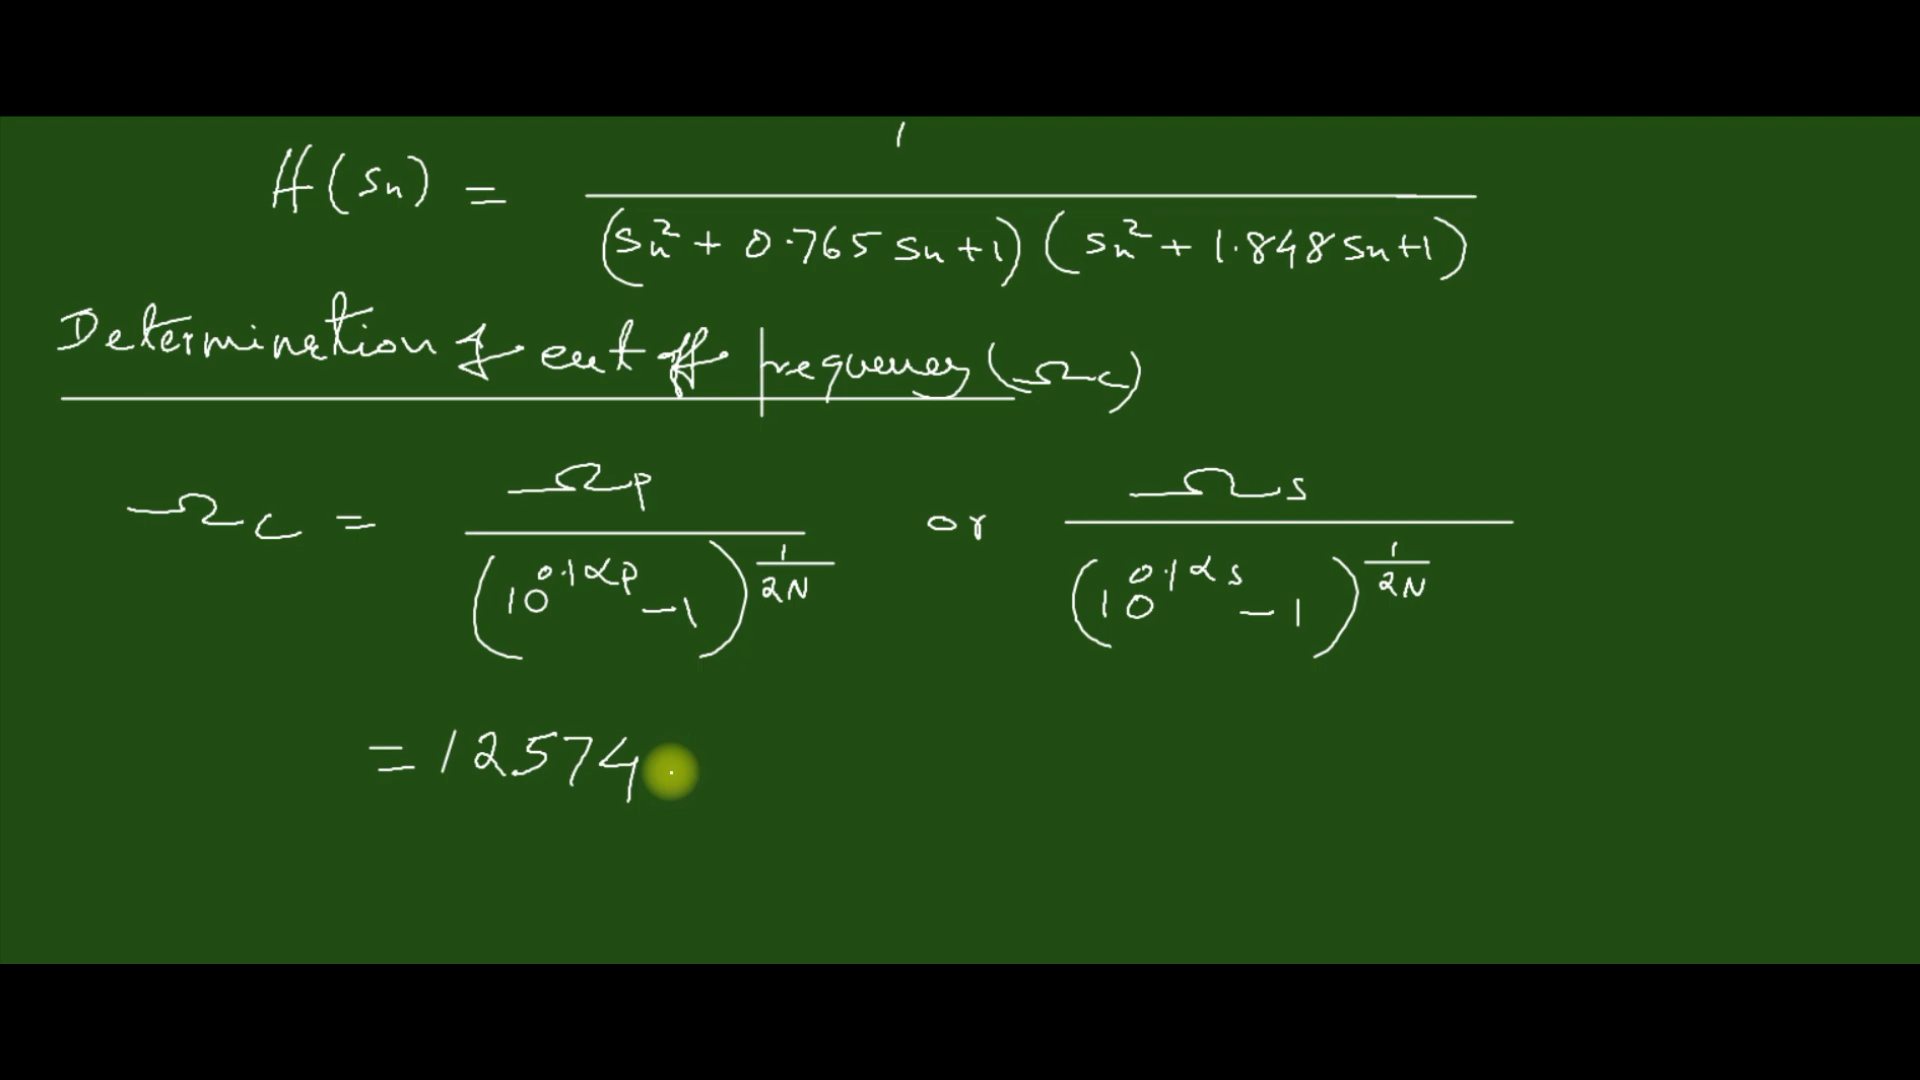 H(Sn) = 1 / (Sn² + 0.765 Sn + 1) (Sn² + 1.848 Sn + 1)
Determination of cut off frequency (Ωc)
Ωc = Ωp / (10^0.1αp − 1)^1/2N or Ωs / (10^0.1αs − 1)^1/2N
= 12574